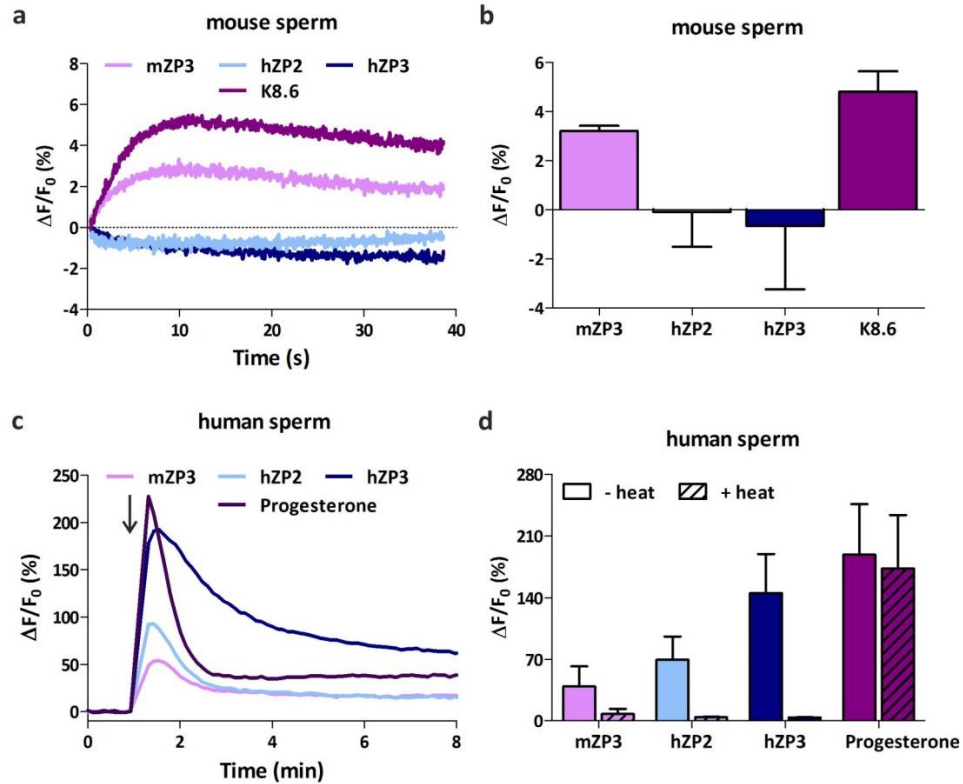 a
mouse sperm
mZP3 hZP2 hZP3
K8.6
ΔF/F₀ (%)
8
6
4
2
0
-2
-4
0 10 20 30 40
Time (s)
b
mouse sperm
ΔF/F₀ (%)
6
4
2
0
-2
-4
mZP3 hZP2 hZP3 K8.6
c
human sperm
mZP3 hZP2 hZP3
Progesterone
ΔF/F₀ (%)
250
200
150
100
50
0
0 2 4 6 8
Time (min)
d
human sperm
- heat + heat
ΔF/F₀ (%)
280
210
140
70
0
mZP3 hZP2 hZP3 Progesterone